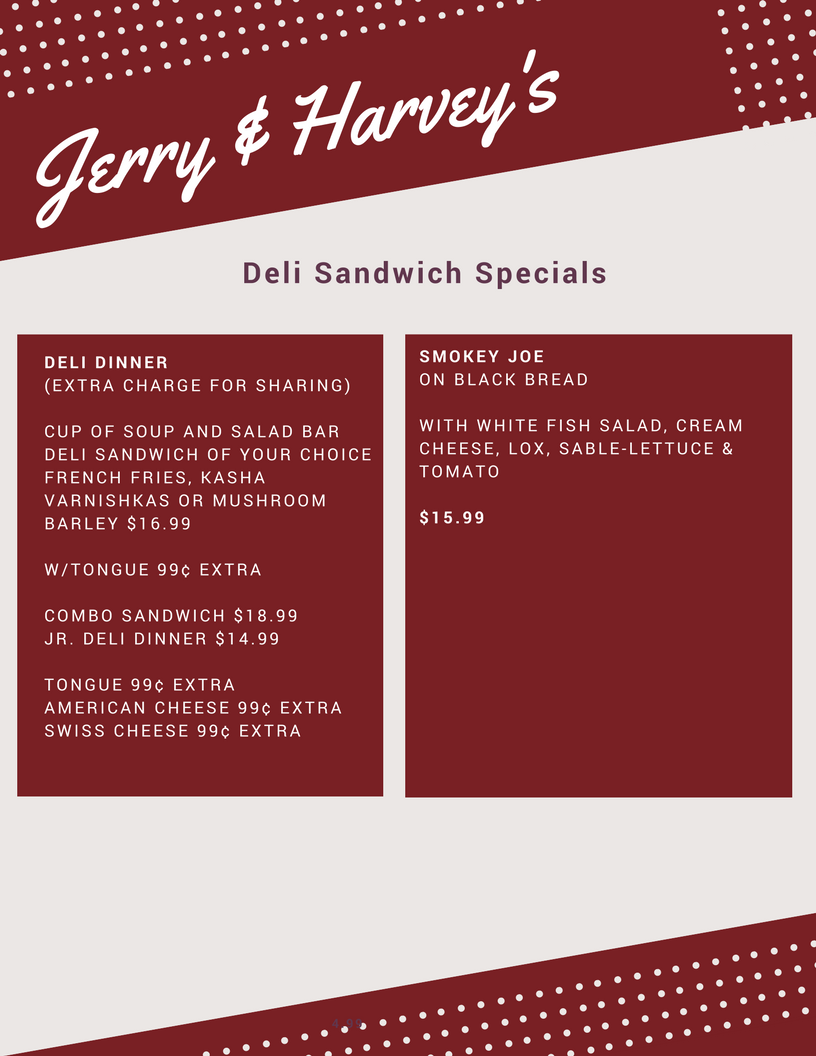 Jerry & Harvey's
Deli Sandwich Specials
DELI DINNER
(EXTRA CHARGE FOR SHARING)
CUP OF SOUP AND SALAD BAR
DELI SANDWICH OF YOUR CHOICE
FRENCH FRIES, KASHA
VARNISHKAS OR MUSHROOM
BARLEY $16.99
W/TONGUE 99¢ EXTRA
COMBO SANDWICH $18.99
JR. DELI DINNER $14.99
TONGUE 99¢ EXTRA
AMERICAN CHEESE 99¢ EXTRA
SWISS CHEESE 99¢ EXTRA
SMOKEY JOE
ON BLACK BREAD
WITH WHITE FISH SALAD, CREAM
CHEESE, LOX, SABLE-LETTUCE &
TOMATO
$15.99